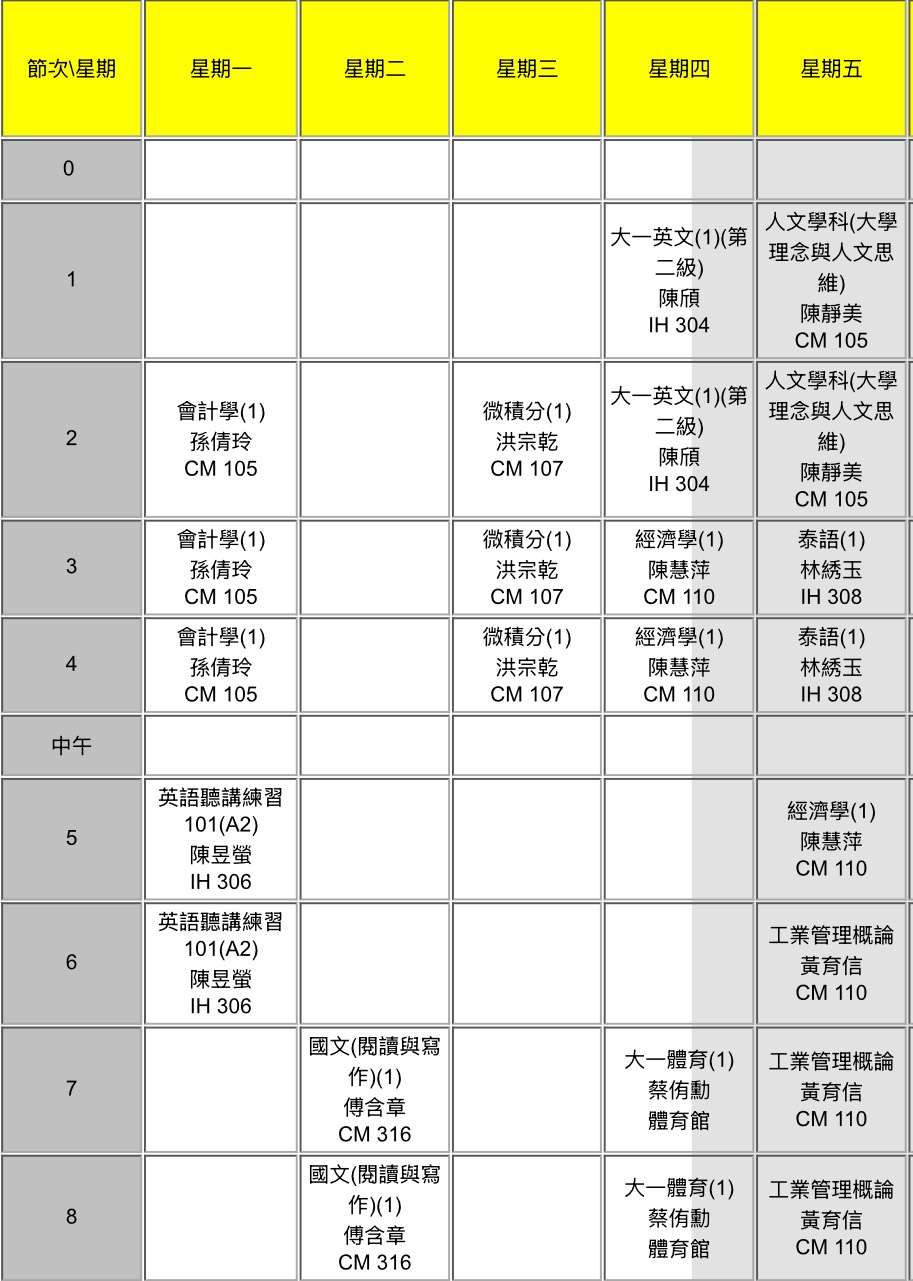 節次\星期 星期一 星期二 星期三 星期四 星期五
0
1
大一英文(1)(第
二級)
陳頎
IH 304
人文學科(大學
理念與人文思
維)
陳靜美
CM 105
2
會計學(1)
孫倩玲
CM 105
微積分(1)
洪宗乾
CM 107
大一英文(1)(第
二級)
陳頎
IH 304
人文學科(大學
理念與人文思
維)
陳靜美
CM 105
3
會計學(1)
孫倩玲
CM 105
微積分(1)
洪宗乾
CM 107
經濟學(1)
陳慧萍
CM 110
泰語(1)
林綉玉
IH 308
4
會計學(1)
孫倩玲
CM 105
微積分(1)
洪宗乾
CM 107
經濟學(1)
陳慧萍
CM 110
泰語(1)
林綉玉
IH 308
中午
5
英語聽講練習
101(A2)
陳昱螢
IH 306
經濟學(1)
陳慧萍
CM 110
6
英語聽講練習
101(A2)
陳昱螢
IH 306
工業管理概論
黃育信
CM 110
7
國文(閱讀與寫
作)(1)
傅含章
CM 316
大一體育(1)
蔡侑勳
體育館
工業管理概論
黃育信
CM 110
8
國文(閱讀與寫
作)(1)
傅含章
CM 316
大一體育(1)
蔡侑勳
體育館
工業管理概論
黃育信
CM 110